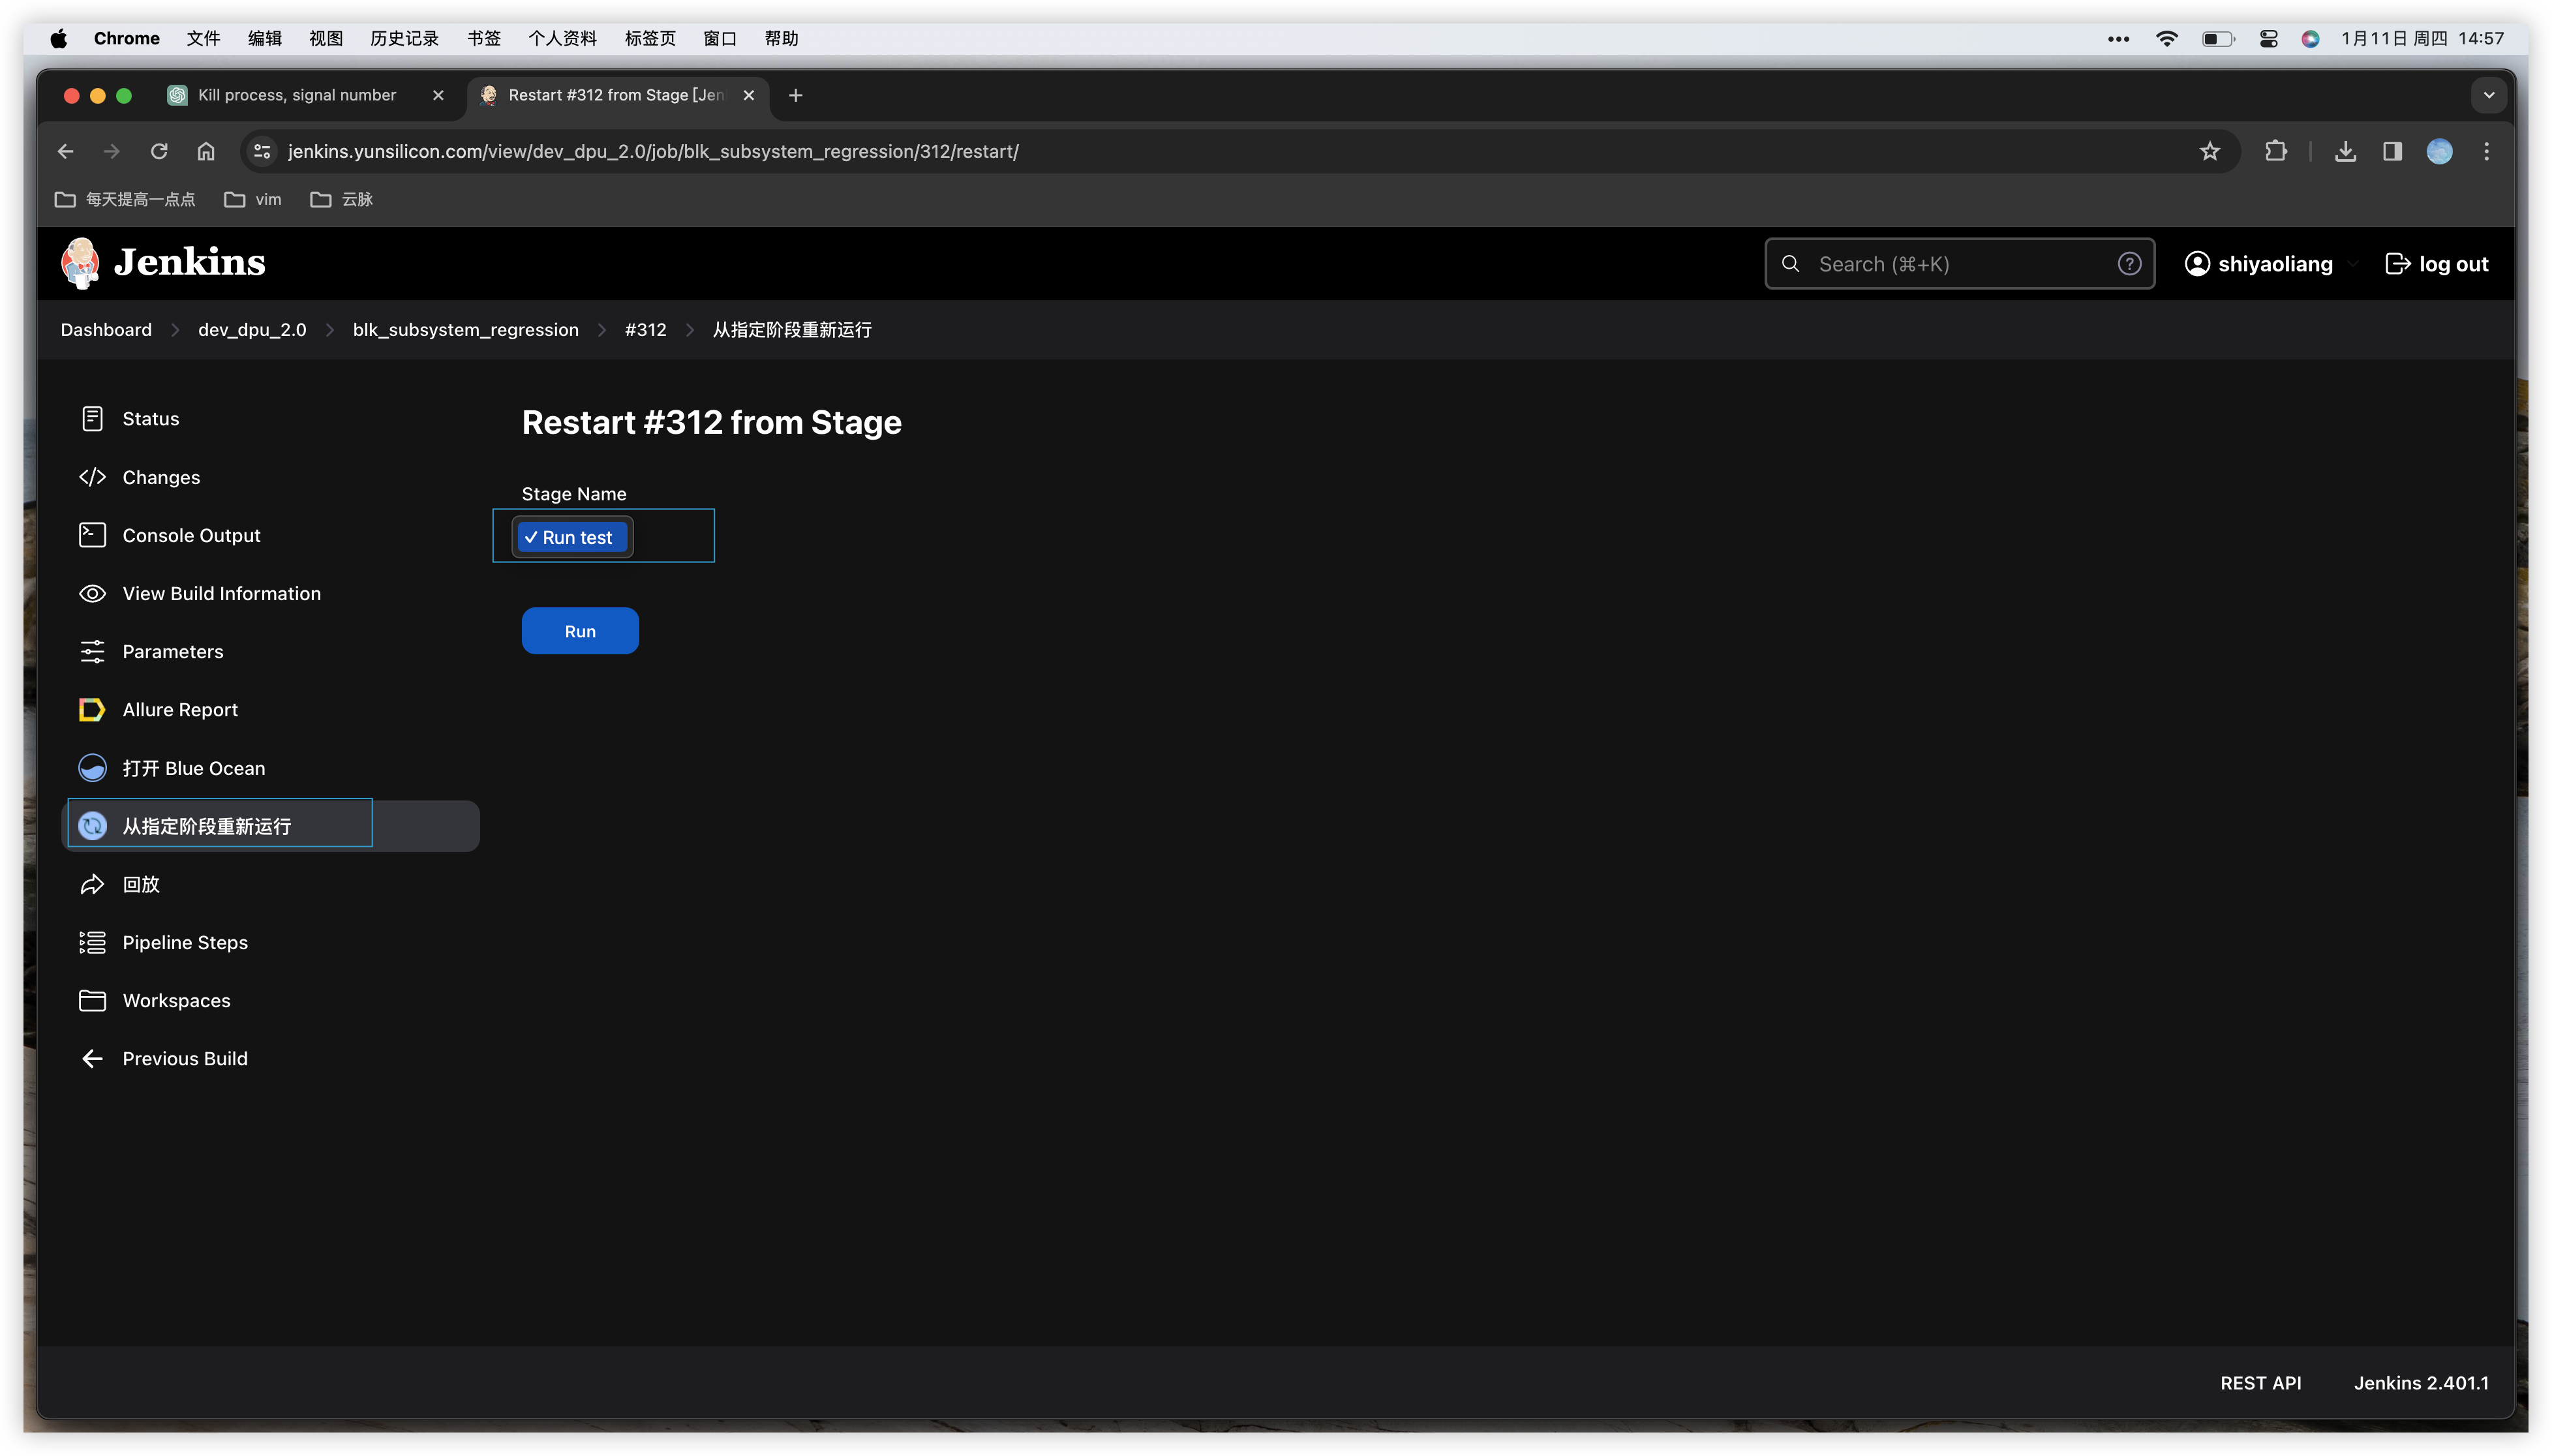 Chrome 文件 编辑 视图 历史记录 书签 个人资料 标签页 窗口 帮助 1月11日 周四 14:57
Kill process, signal number Restart #312 from Stage [Jen
jenkins.yunsilicon.com/view/dev_dpu_2.0/job/blk_subsystem_regression/312/restart/
每天提高一点点 vim 云脉
Jenkins Search (⌘+K) shiyaoliang log out
Dashboard dev_dpu_2.0 blk_subsystem_regression #312 从指定阶段重新运行
Status
Changes
Console Output
View Build Information
Parameters
Allure Report
打开 Blue Ocean
从指定阶段重新运行
回放
Pipeline Steps
Workspaces
Previous Build
Restart #312 from Stage
Stage Name
✓ Run test
Run
REST API Jenkins 2.401.1